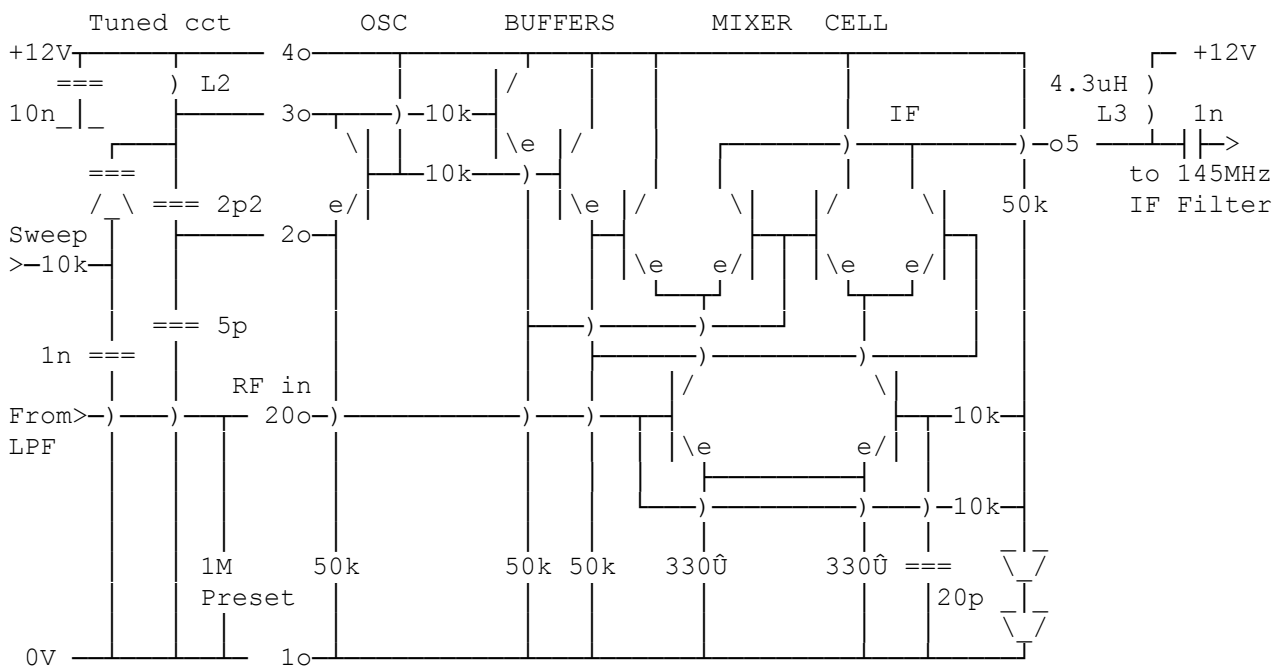 Tuned cct OSC BUFFERS MIXER CELL
+12V 4o +12V
) L2 4.3uH )
10n 3o )─10k IF L3 ) 1n
\e )─o5
10k ) >
to 145MHz
2p2 e/ \e 50k IF Filter
Sweep 2o
>─10k \e e/ \e e/
5p
1n
RF in
From> 20o 10k
LPF
\e e/
10k
1M 50k 50k 50k 330Û 330Û
Preset 20p
0V 1o